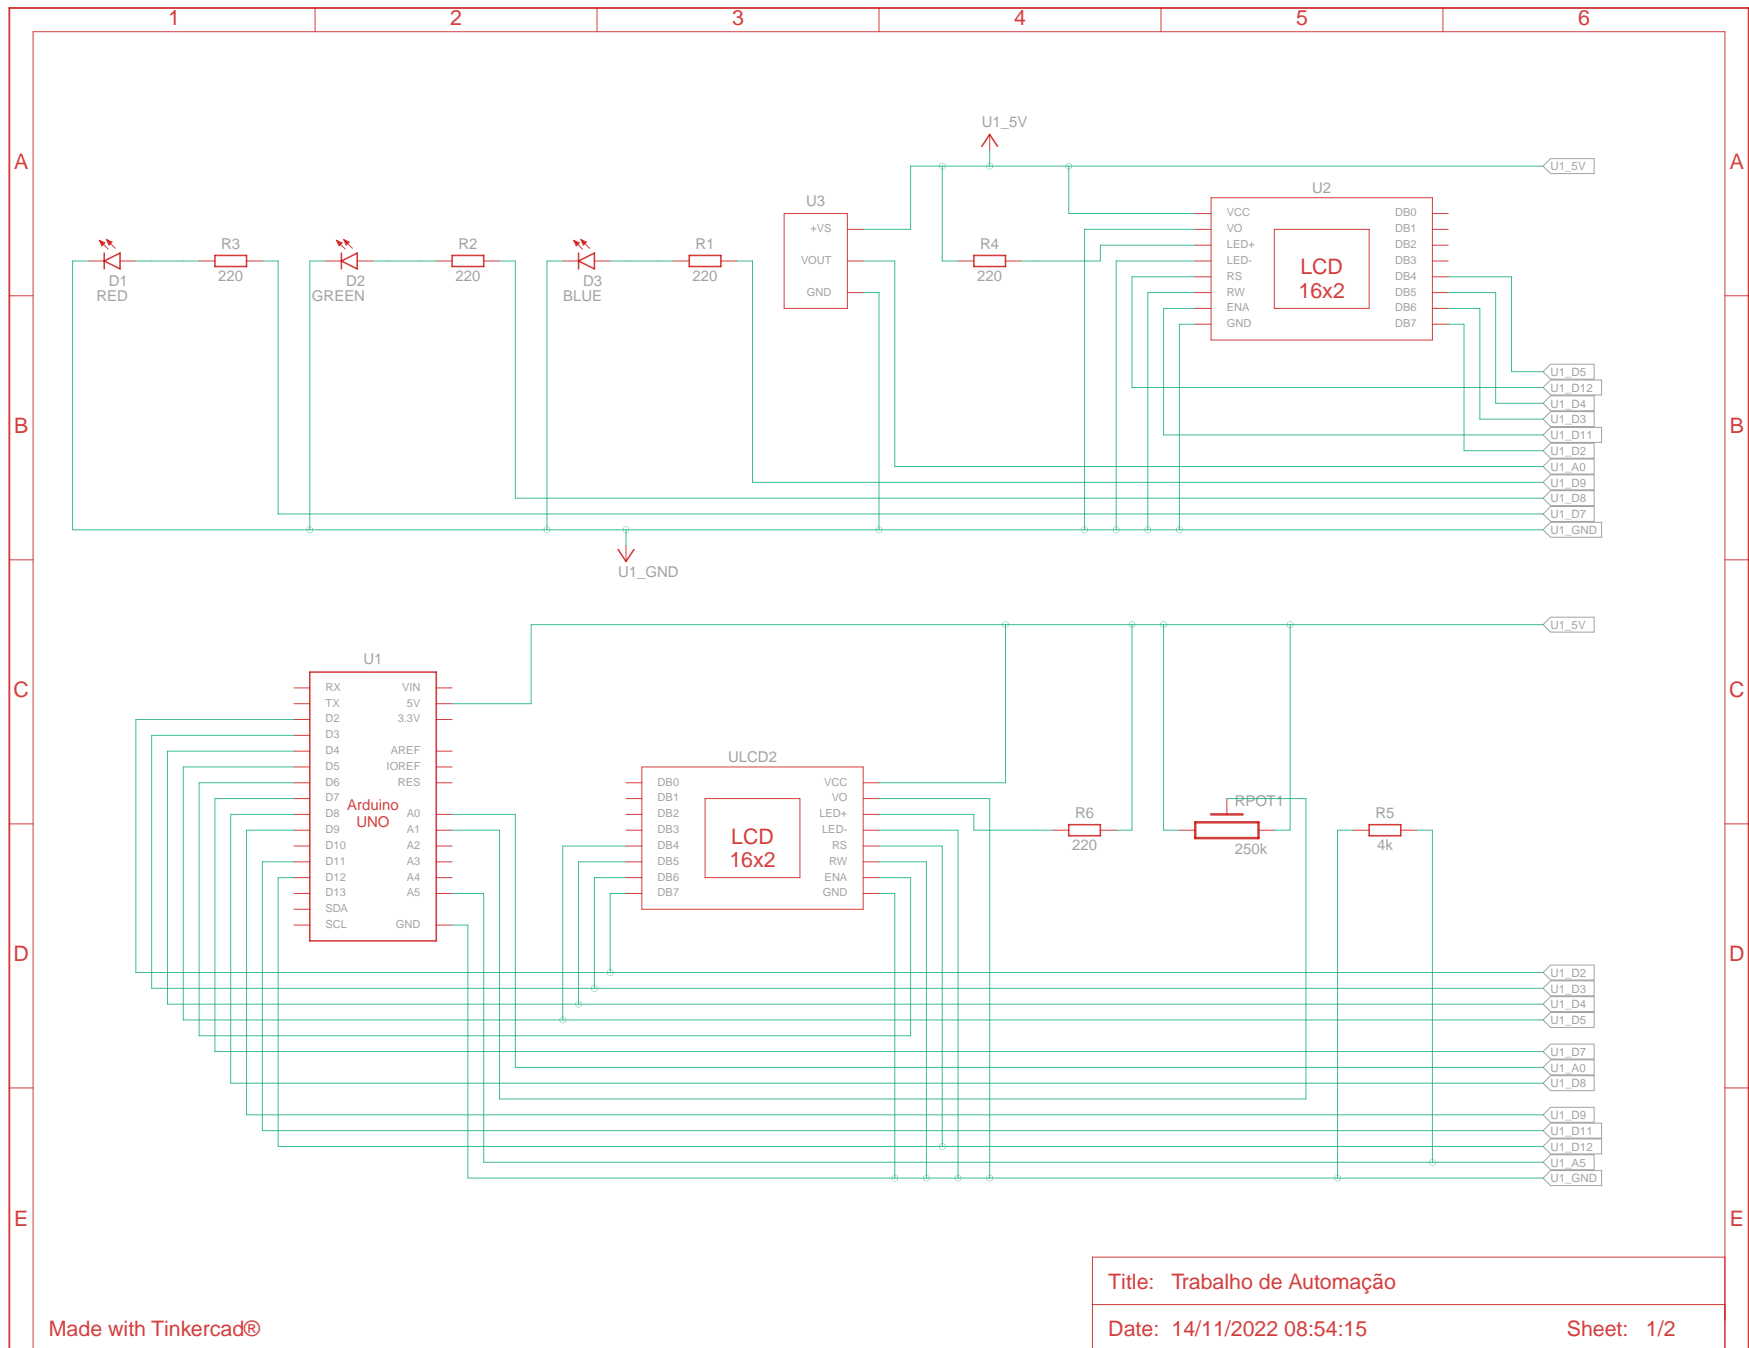 1 2 3 4 5 6
A A
B B
C C
D D
E E
U1_5V
U1_5V
D1
RED
R3
220
D2
GREEN
R2
220
D3
BLUE
R1
220
U3
+VS
VOUT
GND
R4
220
U2
VCC DB0
VO DB1
LED+ DB2
LED- DB3
RS DB4
RW DB5
ENA DB6
GND DB7
LCD
16x2
U1_D5
U1_D12
U1_D4
U1_D3
U1_D11
U1_D2
U1_A0
U1_D9
U1_D8
U1_D7
U1_GND
U1_GND
U1_5V
U1
RX VIN
TX 5V
D2 3.3V
D3
D4 AREF
D5 IOREF
D6 RES
D7
D8 A0
D9 A1
D10 A2
D11 A3
D12 A4
D13 A5
SDA
SCL GND
Arduino
UNO
ULCD2
DB0 VCC
DB1 VO
DB2 LED+
DB3 LED-
DB4 RS
DB5 RW
DB6 ENA
DB7 GND
LCD
16x2
R6
220
RPOT1
250k
R5
4k
U1_D2
U1_D3
U1_D4
U1_D5
U1_D7
U1_A0
U1_D8
U1_D9
U1_D11
U1_D12
U1_A5
U1_GND
Title: Trabalho de Automação
Date: 14/11/2022 08:54:15 Sheet: 1/2
Made with Tinkercad®